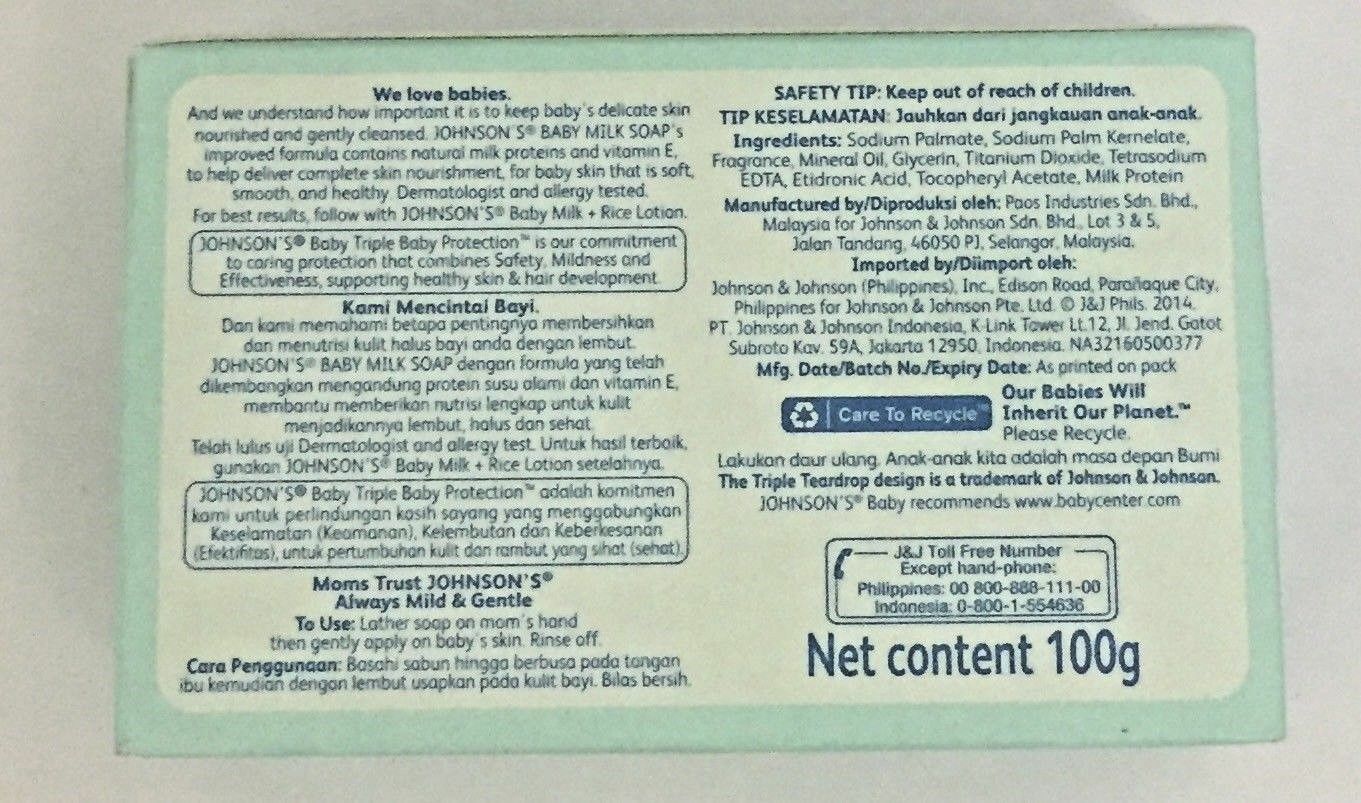 We love babies.
And we understand how important it is to keep baby's delicate skin
nourished and gently cleansed. JOHNSON'S® BABY MILK SOAP's
improved formula contains natural milk proteins and vitamin E,
to help deliver complete skin nourishment, for baby skin that is soft,
smooth, and healthy. Dermatologist and allergy tested.
For best results, follow with JOHNSON'S® Baby Milk + Rice Lotion.
JOHNSON'S® Baby Triple Baby Protection™ is our commitment
to caring protection that combines Safety, Mildness and
Effectiveness, supporting healthy skin & hair development.
Kami Mencintai Bayi.
Dan kami memahami betapa pentingnya membersihkan
dan menutrisi kulit halus bayi anda dengan lembut.
JOHNSON'S® BABY MILK SOAP dengan formula yang telah
dikembangkan mengandung protein susu alami dan vitamin E,
membantu memberikan nutrisi lengkap untuk kulit
menjadikannya lembut, halus dan sehat.
Telah lulus uji Dermatologist and allergy test. Untuk hasil terbaik,
gunakan JOHNSON'S® Baby Milk + Rice Lotion setelahnya.
JOHNSON'S® Baby Triple Baby Protection™ adalah komitmen
kami untuk perlindungan kasih sayang yang menggabungkan
Keselamatan (Keamanan), Kelembutan dan Keberkesanan
(Efektifitas), untuk pertumbuhan kulit dan rambut yang sihat (sehat).
Moms Trust JOHNSON'S®
Always Mild & Gentle
To Use: Lather soap on mom's hand
then gently apply on baby's skin. Rinse off.
Cara Penggunaan: Basahi sabun hingga berbusa pada tangan
ibu kemudian dengan lembut usapkan pada kulit bayi. Bilas bersih.
SAFETY TIP: Keep out of reach of children.
TIP KESELAMATAN: Jauhkan dari jangkauan anak-anak.
Ingredients: Sodium Palmate, Sodium Palm Kernelate,
Fragrance, Mineral Oil, Glycerin, Titanium Dioxide, Tetrasodium
EDTA, Etidronic Acid, Tocopheryl Acetate, Milk Protein
Manufactured by/Diproduksi oleh: Paos Industries Sdn. Bhd.,
Malaysia for Johnson & Johnson Sdn. Bhd., Lot 3 & 5,
Jalan Tandang, 46050 PJ, Selangor, Malaysia.
Imported by/Diimport oleh:
Johnson & Johnson (Philippines), Inc., Edison Road, Parañaque City,
Philippines for Johnson & Johnson Pte. Ltd. © J&J Phils. 2014.
PT. Johnson & Johnson Indonesia, K-Link Tower Lt.12, Jl. Jend. Gatot
Subroto Kav. 59A, Jakarta 12950, Indonesia. NA32160500377
Mfg. Date/Batch No./Expiry Date: As printed on pack
Care To Recycle™
Our Babies Will
Inherit Our Planet.™
Please Recycle.
Lakukan daur ulang. Anak-anak kita adalah masa depan Bumi
The Triple Teardrop design is a trademark of Johnson & Johnson.
JOHNSON'S® Baby recommends www.babycenter.com
J&J Toll Free Number
Except hand-phone:
Philippines: 00 800-888-111-00
Indonesia: 0-800-1-554636
Net content 100g